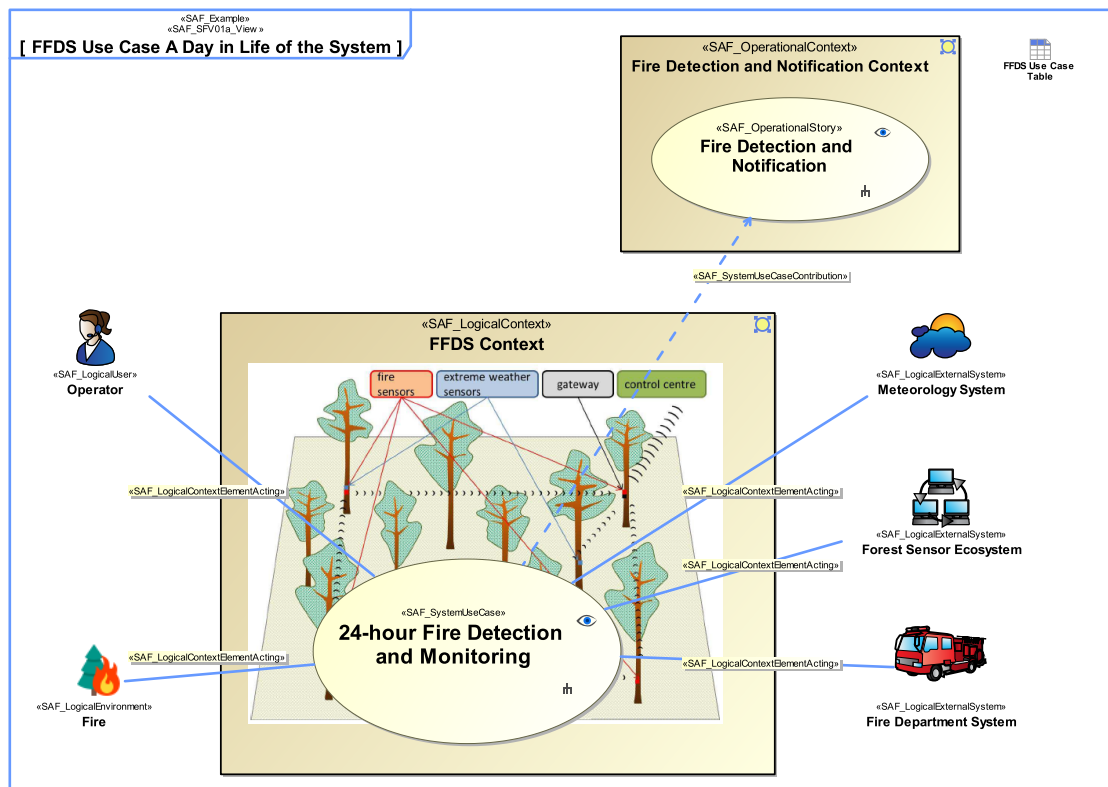 «SAF_Example»
«SAF_SFV01a_View »
[ FFDS Use Case A Day in Life of the System ]
«SAF_OperationalContext»
Fire Detection and Notification Context
«SAF_OperationalStory»
Fire Detection and
Notification
FFDS Use Case
Table
«SAF_SystemUseCaseContribution»
«SAF_LogicalContext»
FFDS Context
fire
sensors
extreme weather
sensors
gateway
control centre
«SAF_LogicalUser»
Operator
«SAF_LogicalExternalSystem»
Meteorology System
«SAF_LogicalContextElementActing»
«SAF_LogicalContextElementActing»
«SAF_LogicalExternalSystem»
Forest Sensor Ecosystem
«SAF_LogicalContextElementActing»
«SAF_SystemUseCase»
24-hour Fire Detection
and Monitoring
«SAF_LogicalContextElementActing»
«SAF_LogicalContextElementActing»
«SAF_LogicalEnvironment»
Fire
«SAF_LogicalExternalSystem»
Fire Department System